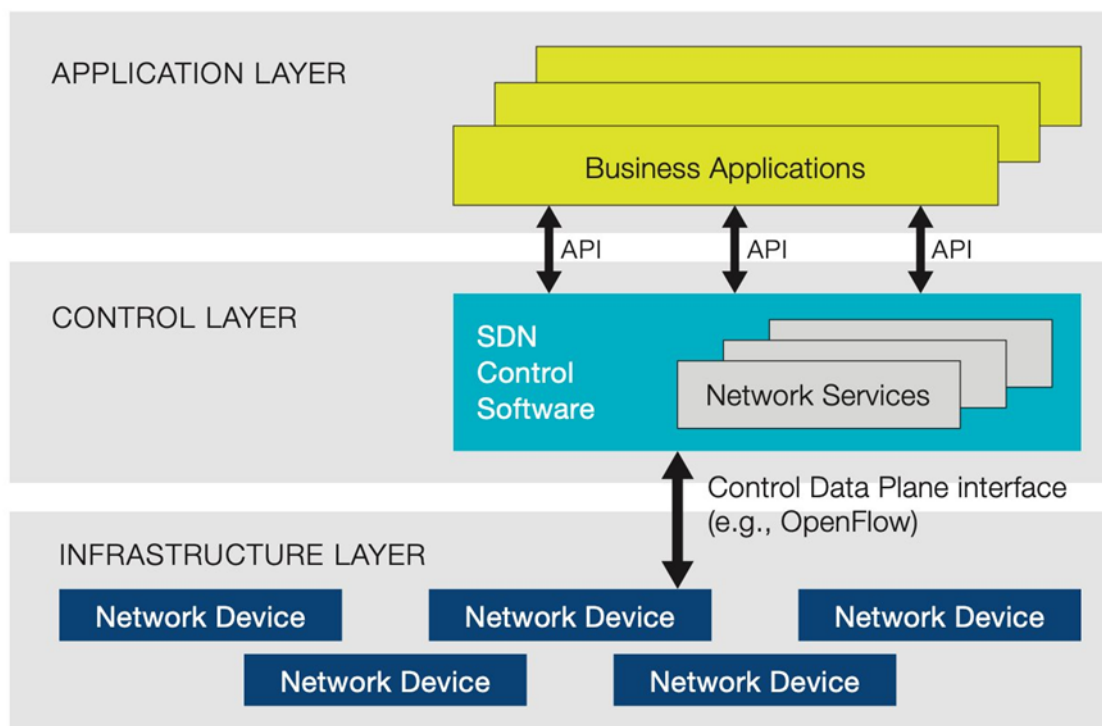 APPLICATION LAYER
Business Applications
API
API
API
CONTROL LAYER
SDN
Control
Software
Network Services
Control Data Plane interface
(e.g., OpenFlow)
INFRASTRUCTURE LAYER
Network Device
Network Device
Network Device
Network Device
Network Device